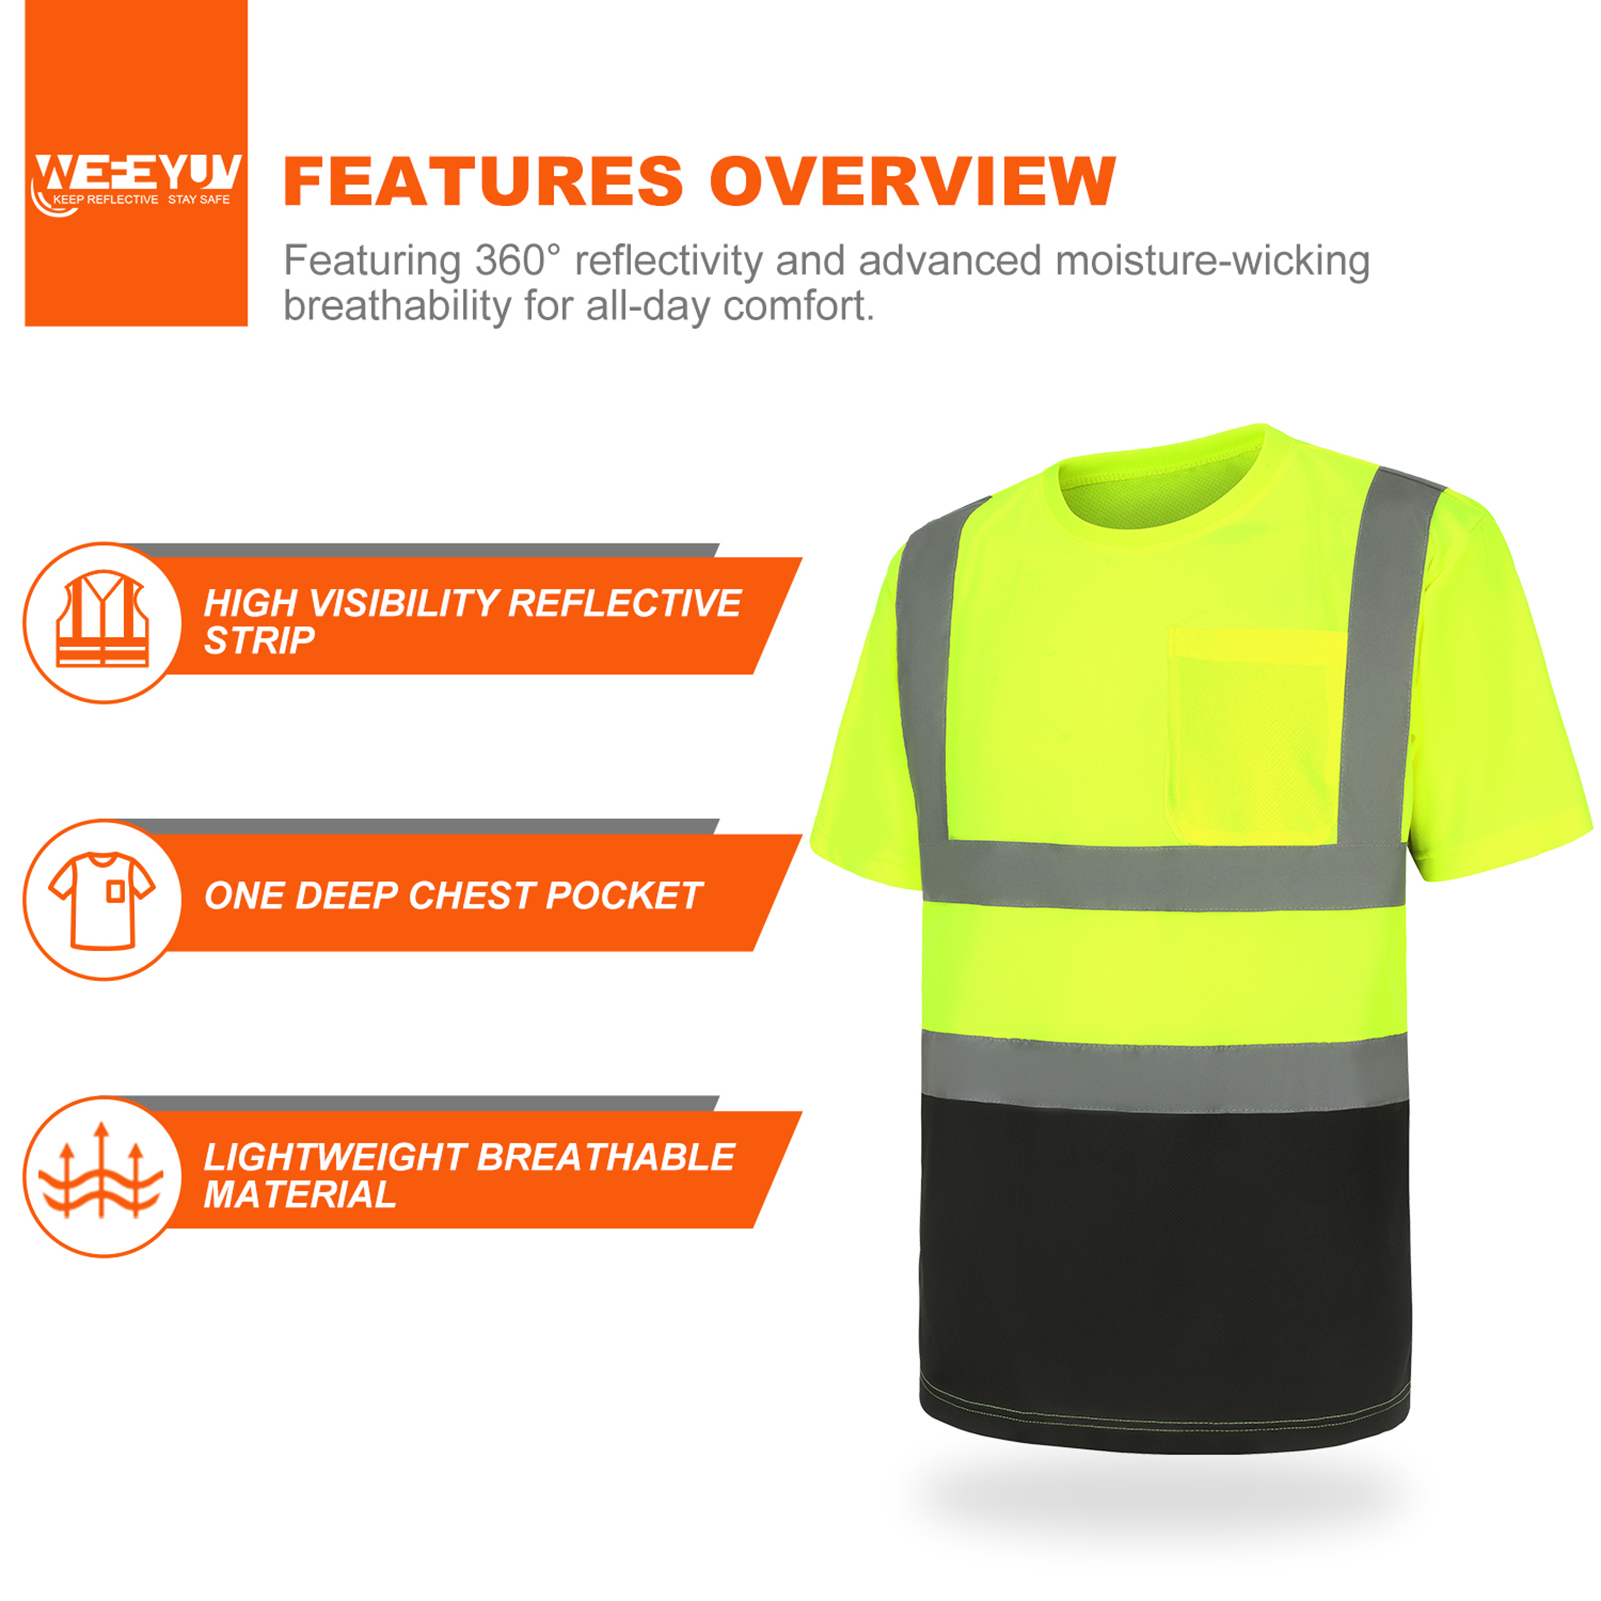 WEFEYUV
KEEP REFLECTIVE STAY SAFE
FEATURES OVERVIEW
Featuring 360° reflectivity and advanced moisture-wicking
breathability for all-day comfort.
HIGH VISIBILITY REFLECTIVE
STRIP
ONE DEEP CHEST POCKET
LIGHTWEIGHT BREATHABLE
MATERIAL